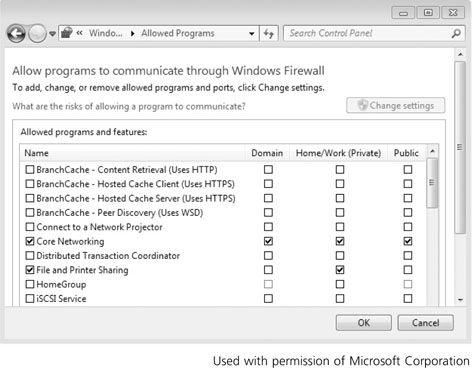 « Windo... ▸ Allowed Programs
Search Control Panel
Allow programs to communicate through Windows Firewall
To add, change, or remove allowed programs and ports, click Change settings.
What are the risks of allowing a program to communicate?
Change settings
Allowed programs and features:
Name Domain Home/Work (Private) Public
BranchCache - Content Retrieval (Uses HTTP)
BranchCache - Hosted Cache Client (Uses HTTPS)
BranchCache - Hosted Cache Server (Uses HTTPS)
BranchCache - Peer Discovery (Uses WSD)
Connect to a Network Projector
Core Networking
Distributed Transaction Coordinator
File and Printer Sharing
HomeGroup
iSCSI Service
OK Cancel
Used with permission of Microsoft Corporation